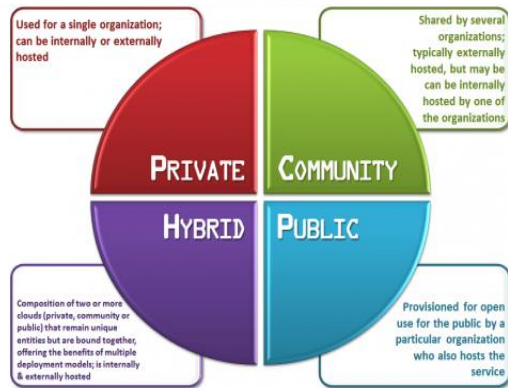 Used for a single organization;
can be internally or externally
hosted
Shared by several
organizations;
typically externally
hosted, but may be
can be internally
hosted by one of
the organizations
PRIVATE
COMMUNITY
HYBRID
PUBLIC
Composition of two or more
clouds (private, community or
public) that remain unique
entities but are bound together,
offering the benefits of multiple
deployment models; is internally
& externally hosted
Provisioned for open
use for the public by a
particular organization
who also hosts the
service